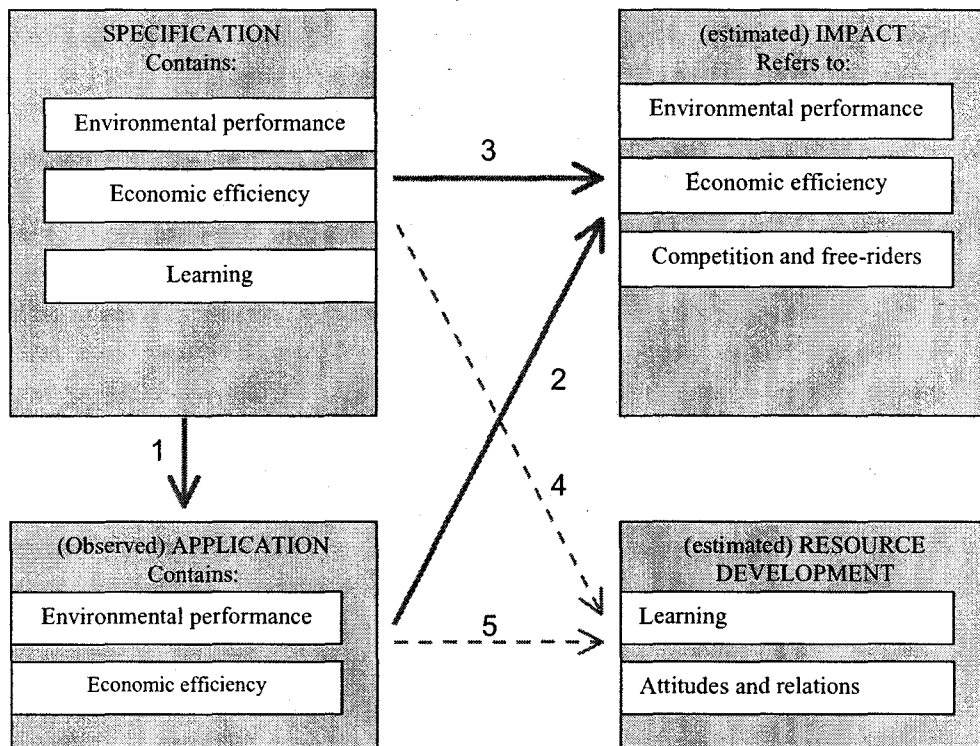 SPECIFICATION
Contains:
Environmental performance
Economic efficiency
Learning
(estimated) IMPACT
Refers to:
Environmental performance
Economic efficiency
Competition and free-riders
3
2
1
4
5
(Observed) APPLICATION
Contains:
Environmental performance
Economic efficiency
(estimated) RESOURCE
DEVELOPMENT
Learning
Attitudes and relations